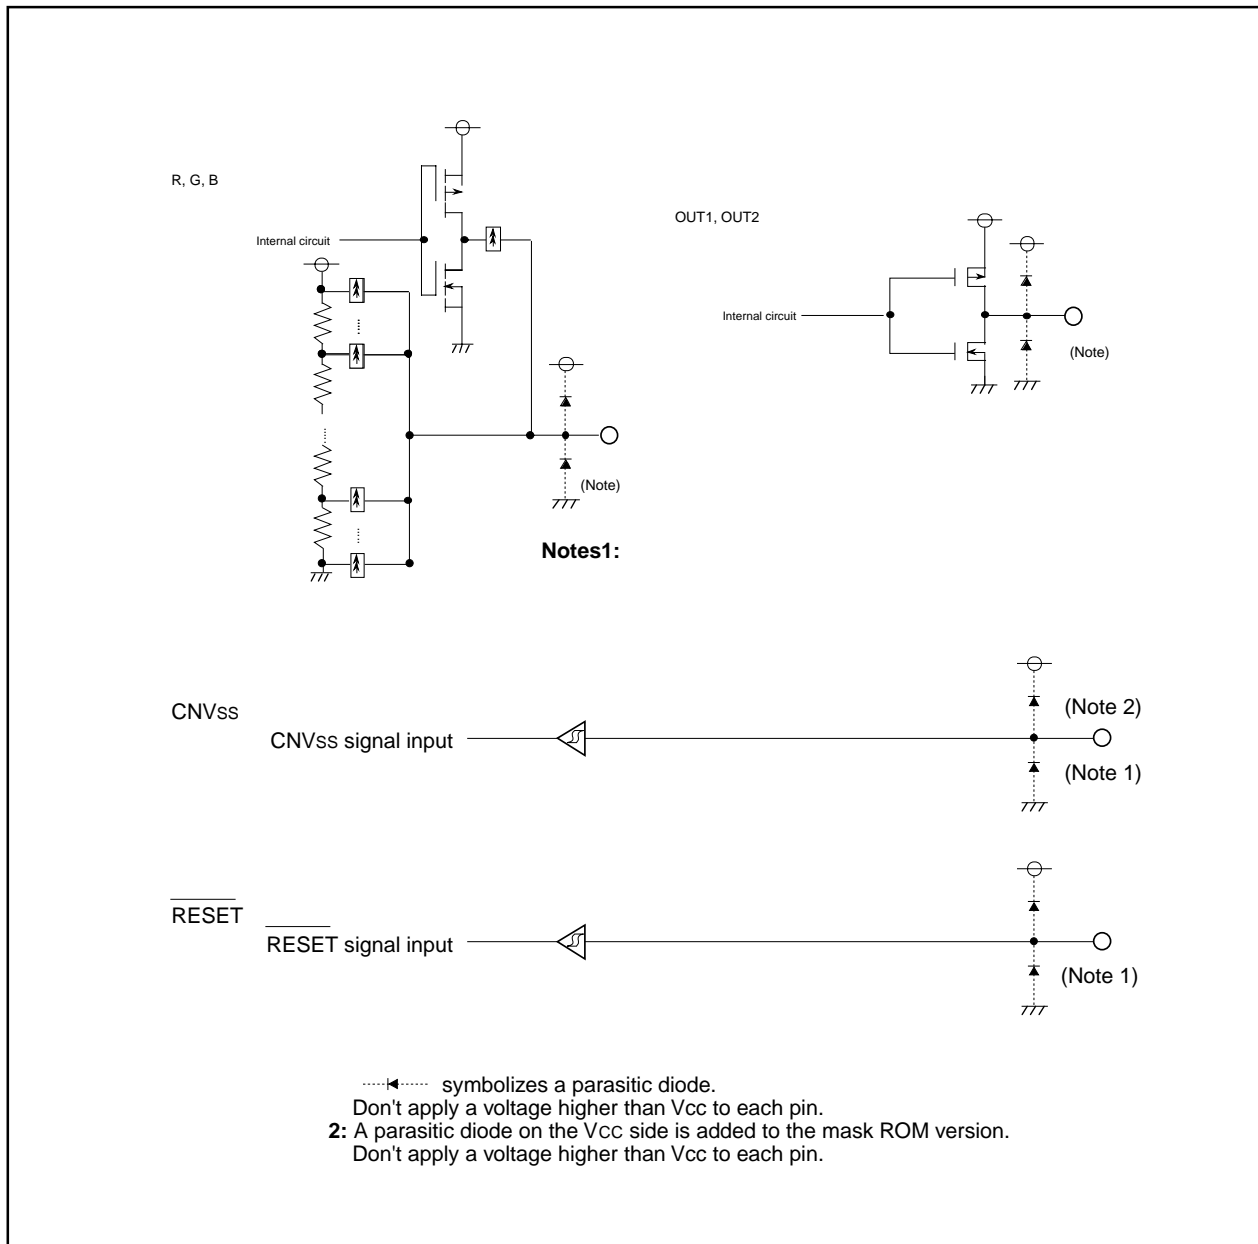 R, G, B
OUT1, OUT2
Internal circuit
Internal circuit
(Note)
(Note)
Notes1:
CNVSS
CNVSS signal input
(Note 2)
(Note 1)
RESET
RESET signal input
(Note 1)
symbolizes a parasitic diode.
Don't apply a voltage higher than Vcc to each pin.
2: A parasitic diode on the VCC side is added to the mask ROM version.
Don't apply a voltage higher than Vcc to each pin.